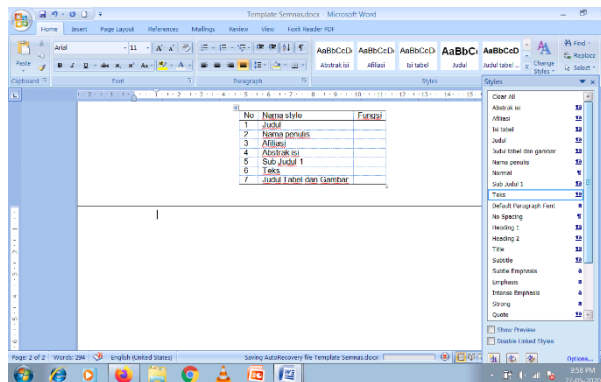 Template Semnas.docx - Microsoft Word
Home Insert Page Layout References Mailings Review View Foxit Reader PDF
Paste
Clipboard
Arial
11
Font
Paragraph
AaBbCcDi AaBbCcDi AaBbCcDi AaBbCı AaBbCcD
Abstrak isi Afiliasi Isi tabel Judul Judul tabel ...
Change Styles
Styles
Find
Replace
Select
Styles
Clear All
Abstrak isi
Afiliasi
Isi tabel
Judul
Judul tabel dan gambar
Nama penulis
Normal
Sub Judul 1
Teks
Default Paragraph Font
No Spacing
Heading 1
Heading 2
Title
Subtitle
Subtle Emphasis
Emphasis
Intense Emphasis
Strong
Quote
Show Preview
Disable Linked Styles
Options...
No Nama style Fungsi
1 Judul
2 Nama penulis
3 Afiliasi
4 Abstrak isi
5 Sub Judul 1
6 Teks
7 Judul Tabel dan Gambar
Page: 2 of 2 Words: 294 English (United States) Saving AutoRecovery file Template Semnas.docx:
9:58 PM